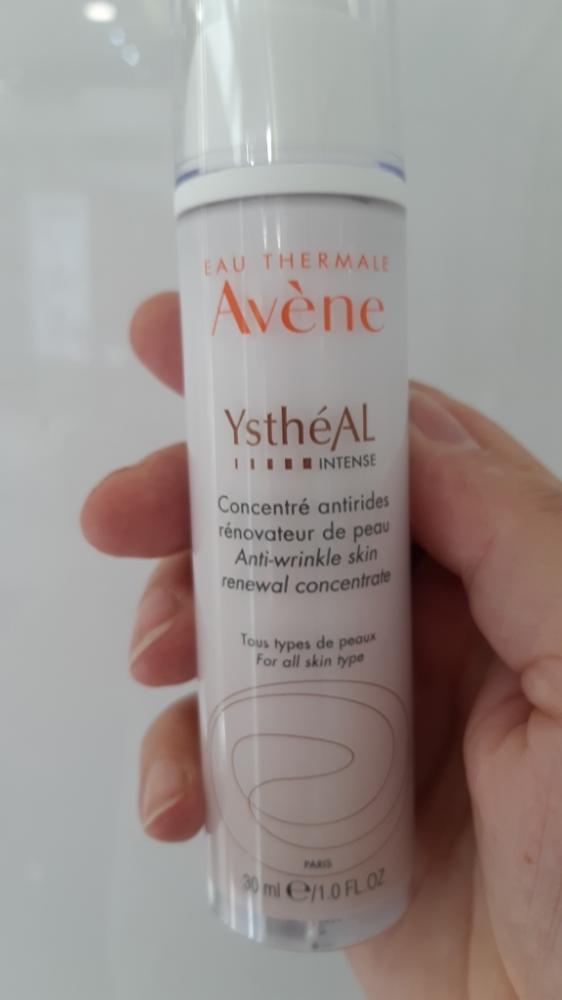 EAU THERMALE
Avène
YsthéAL
INTENSE
Concentré antirides
rénovateur de peau
Anti-wrinkle skin
renewal concentrate
Tous types de peaux
For all skin type
PARIS
30 ml e/1.0 FL.OZ